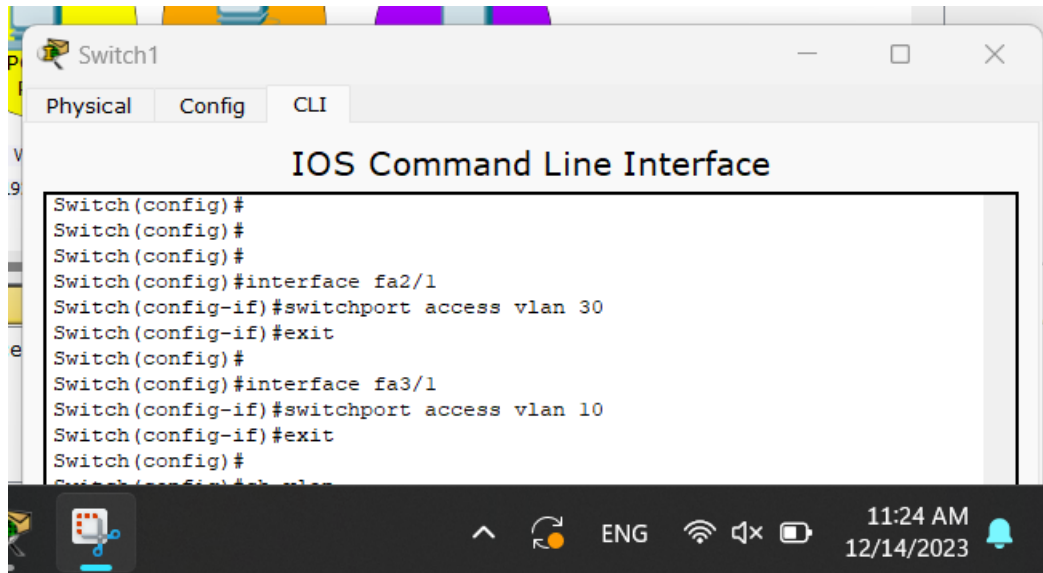 Switch1
Physical Config CLI
IOS Command Line Interface
Switch(config)#
Switch(config)#
Switch(config)#
Switch(config)#interface fa2/1
Switch(config-if)#switchport access vlan 30
Switch(config-if)#exit
Switch(config)#
Switch(config)#interface fa3/1
Switch(config-if)#switchport access vlan 10
Switch(config-if)#exit
Switch(config)#
ENG
11:24 AM
12/14/2023